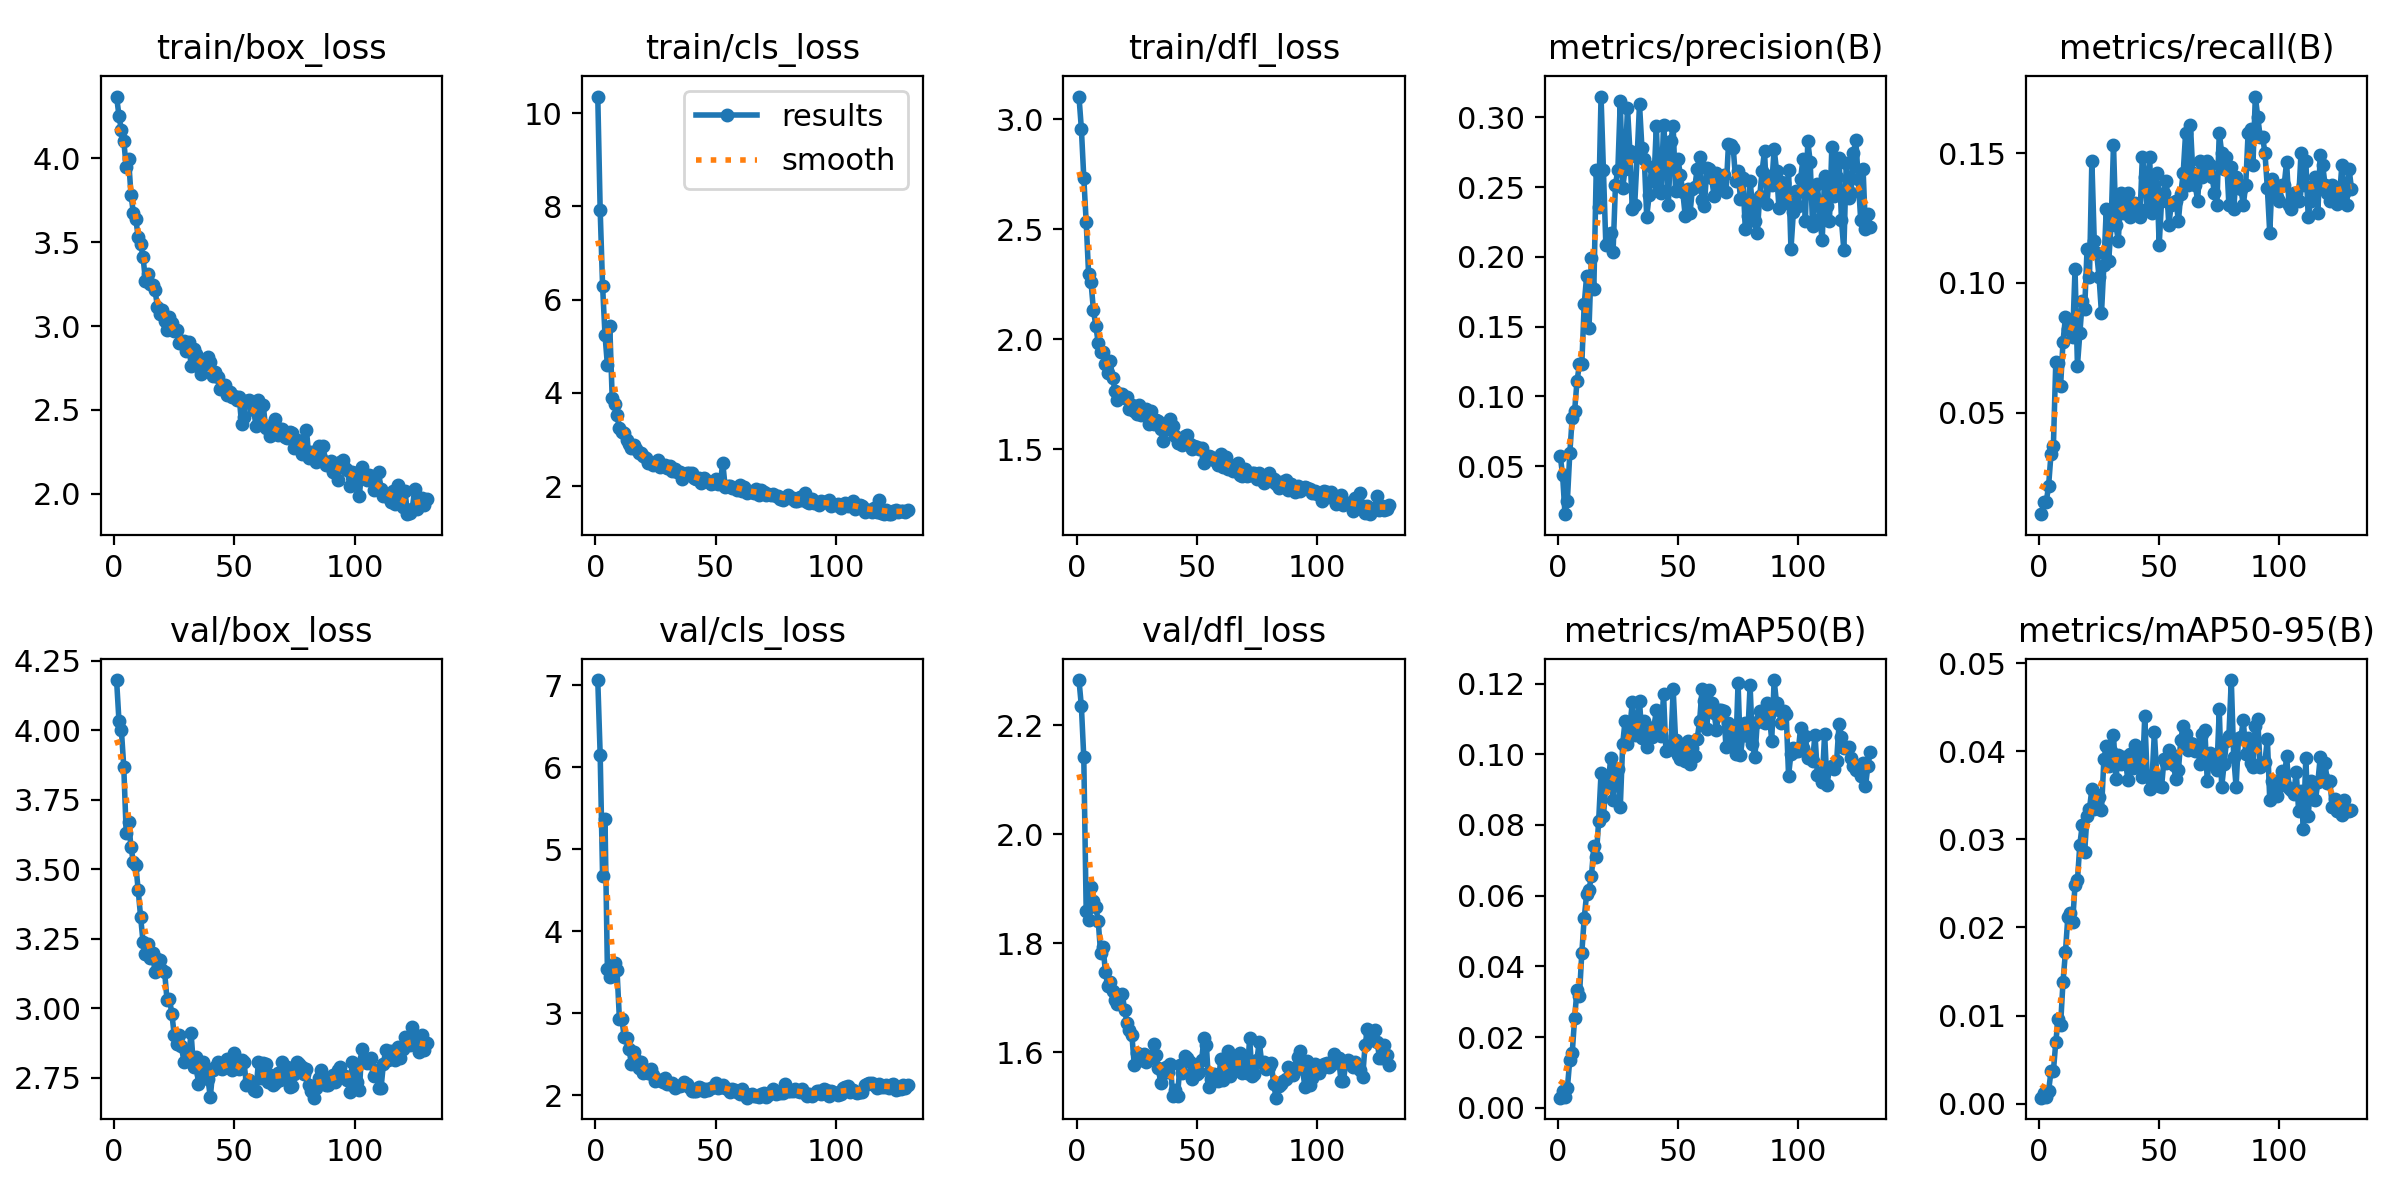 train/box_loss
4.0
3.5
3.0
2.5
2.0
0 50 100
train/cls_loss
results
smooth
10
8
6
4
2
0 50 100
train/dfl_loss
3.0
2.5
2.0
1.5
0 50 100
metrics/precision(B)
0.30
0.25
0.20
0.15
0.10
0.05
0 50 100
metrics/recall(B)
0.15
0.10
0.05
0 50 100
val/box_loss
4.25
4.00
3.75
3.50
3.25
3.00
2.75
0 50 100
val/cls_loss
7
6
5
4
3
2
0 50 100
val/dfl_loss
2.2
2.0
1.8
1.6
0 50 100
metrics/mAP50(B)
0.12
0.10
0.08
0.06
0.04
0.02
0.00
0 50 100
metrics/mAP50-95(B)
0.05
0.04
0.03
0.02
0.01
0.00
0 50 100